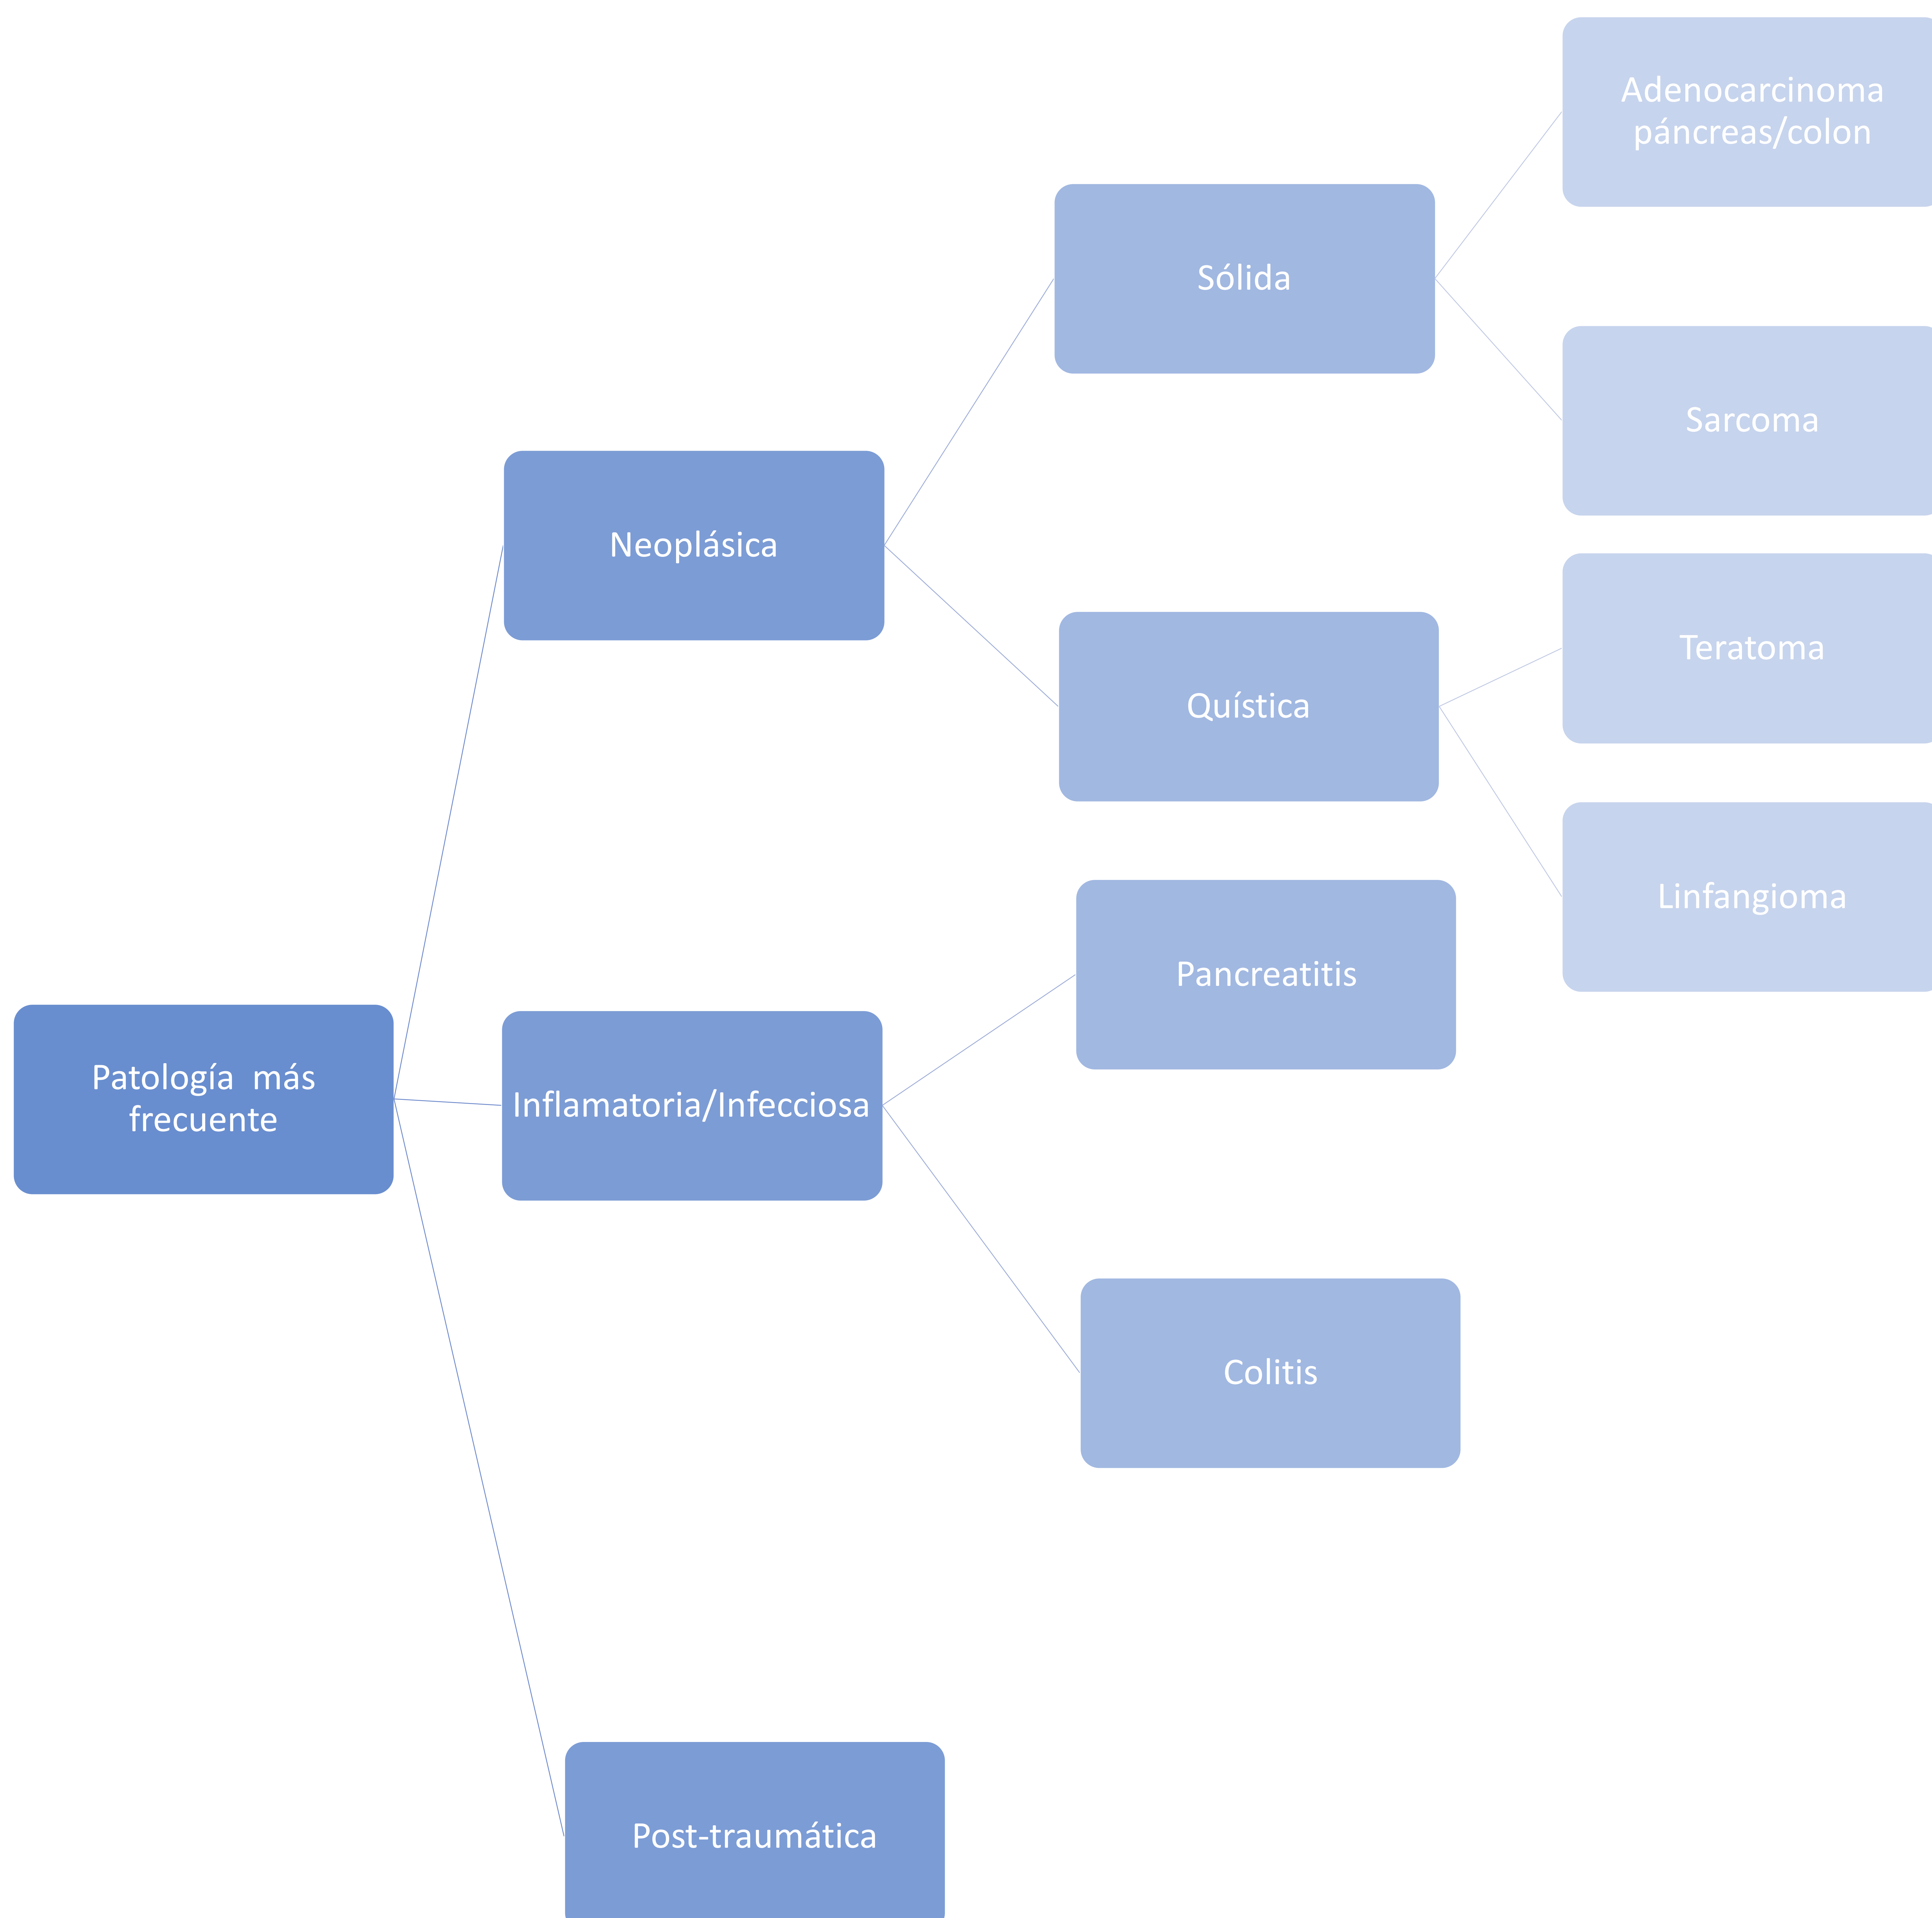 Adenocarcinoma
páncreas/colon
Sólida
Sarcoma
Neoplásica
Teratoma
Quística
Linfangioma
Pancreatitis
Patología más
frecuente
Inflamatoria/Infecciosa
Colitis
Post-traumática